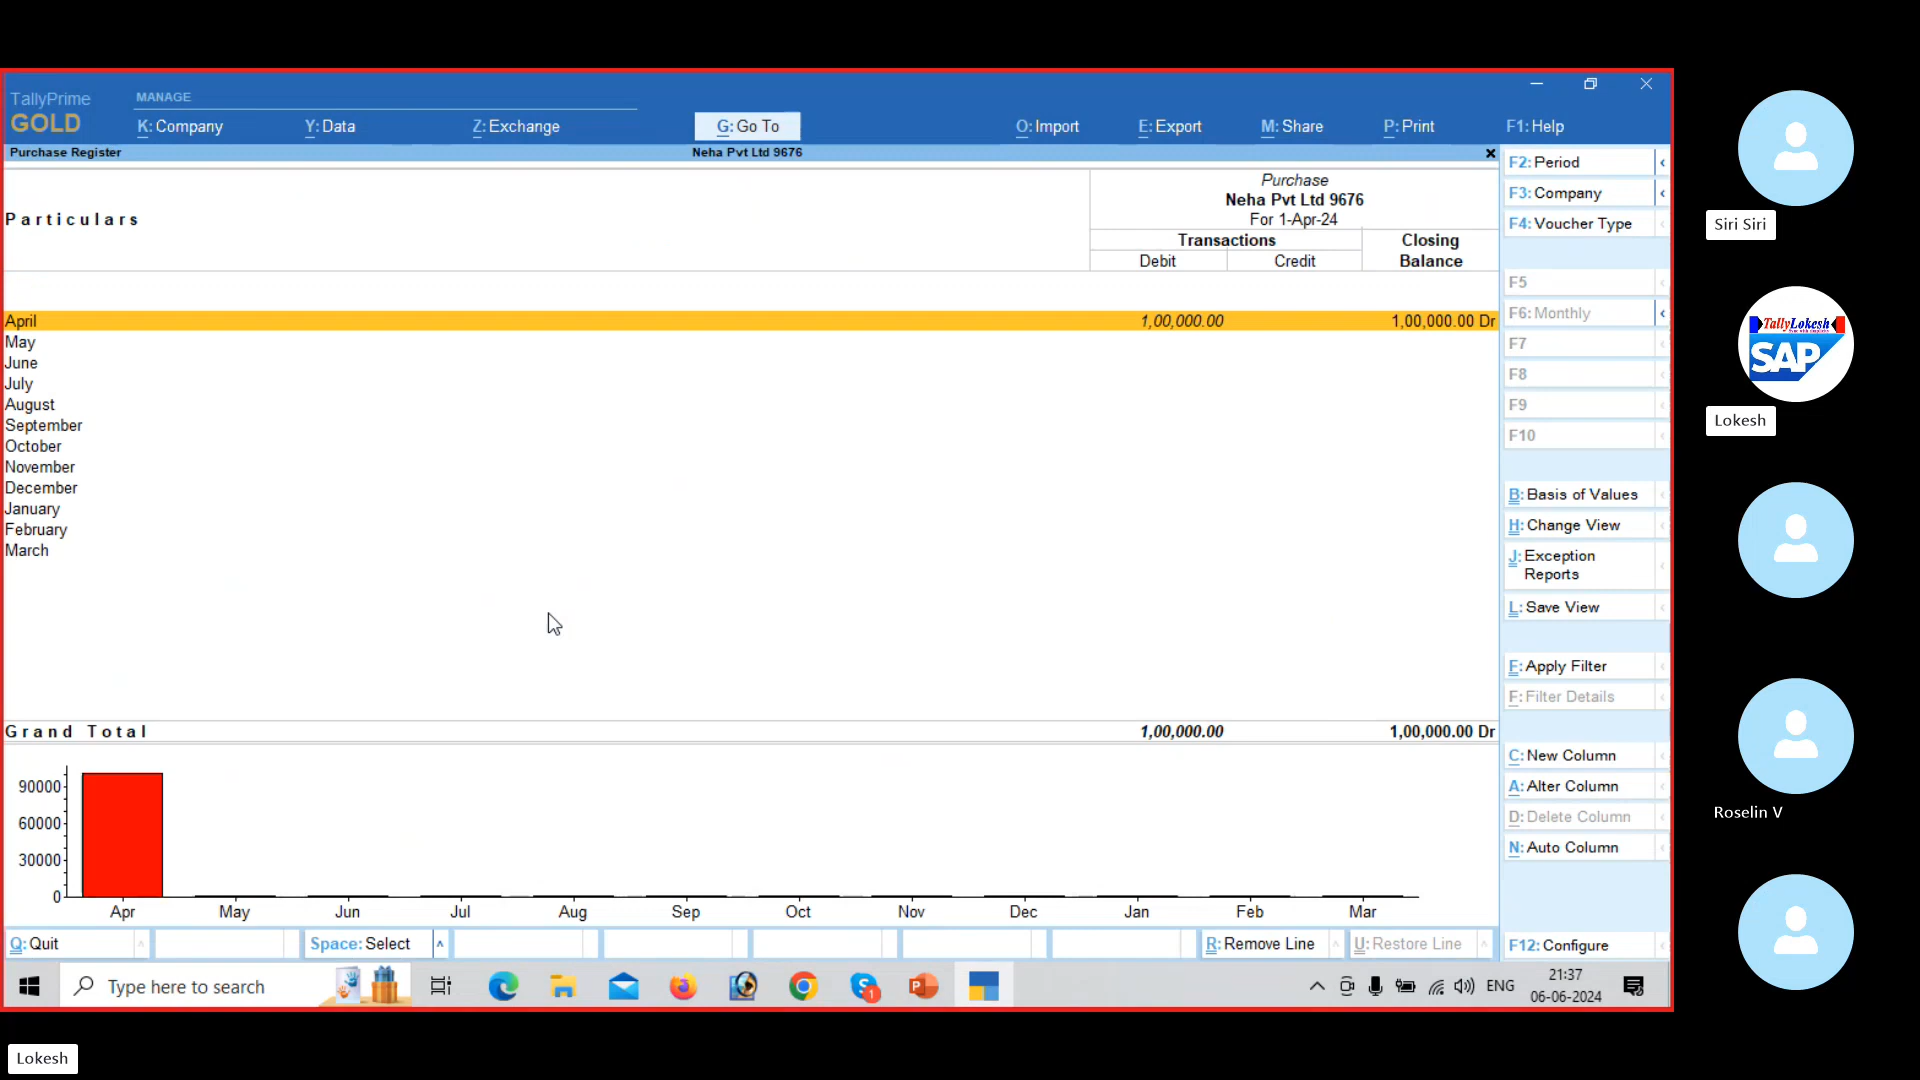 TallyPrime
GOLD
MANAGE
K: Company
Y: Data
Z: Exchange
G: Go To
O: Import
E: Export
M: Share
P: Print
F1: Help
Purchase Register
Neha Pvt Ltd 9676
Particulars
Purchase
Neha Pvt Ltd 9676
For 1-Apr-24
Transactions
Closing
Debit
Credit
Balance
April 1,00,000.00 1,00,000.00 Dr
May
June
July
August
September
October
November
December
January
February
March
Grand Total 1,00,000.00 1,00,000.00 Dr
90000
60000
30000
0
Apr May Jun Jul Aug Sep Oct Nov Dec Jan Feb Mar
Q: Quit
Space: Select
R: Remove Line
U: Restore Line
F2: Period
F3: Company
F4: Voucher Type
F5
F6: Monthly
F7
F8
F9
F10
B: Basis of Values
H: Change View
J: Exception
Reports
L: Save View
F: Apply Filter
F: Filter Details
C: New Column
A: Alter Column
D: Delete Column
N: Auto Column
F12: Configure
Type here to search
1
ENG
21:37
06-06-2024
Siri Siri
TallyLokesh
SAP
Lokesh
Roselin V
Lokesh